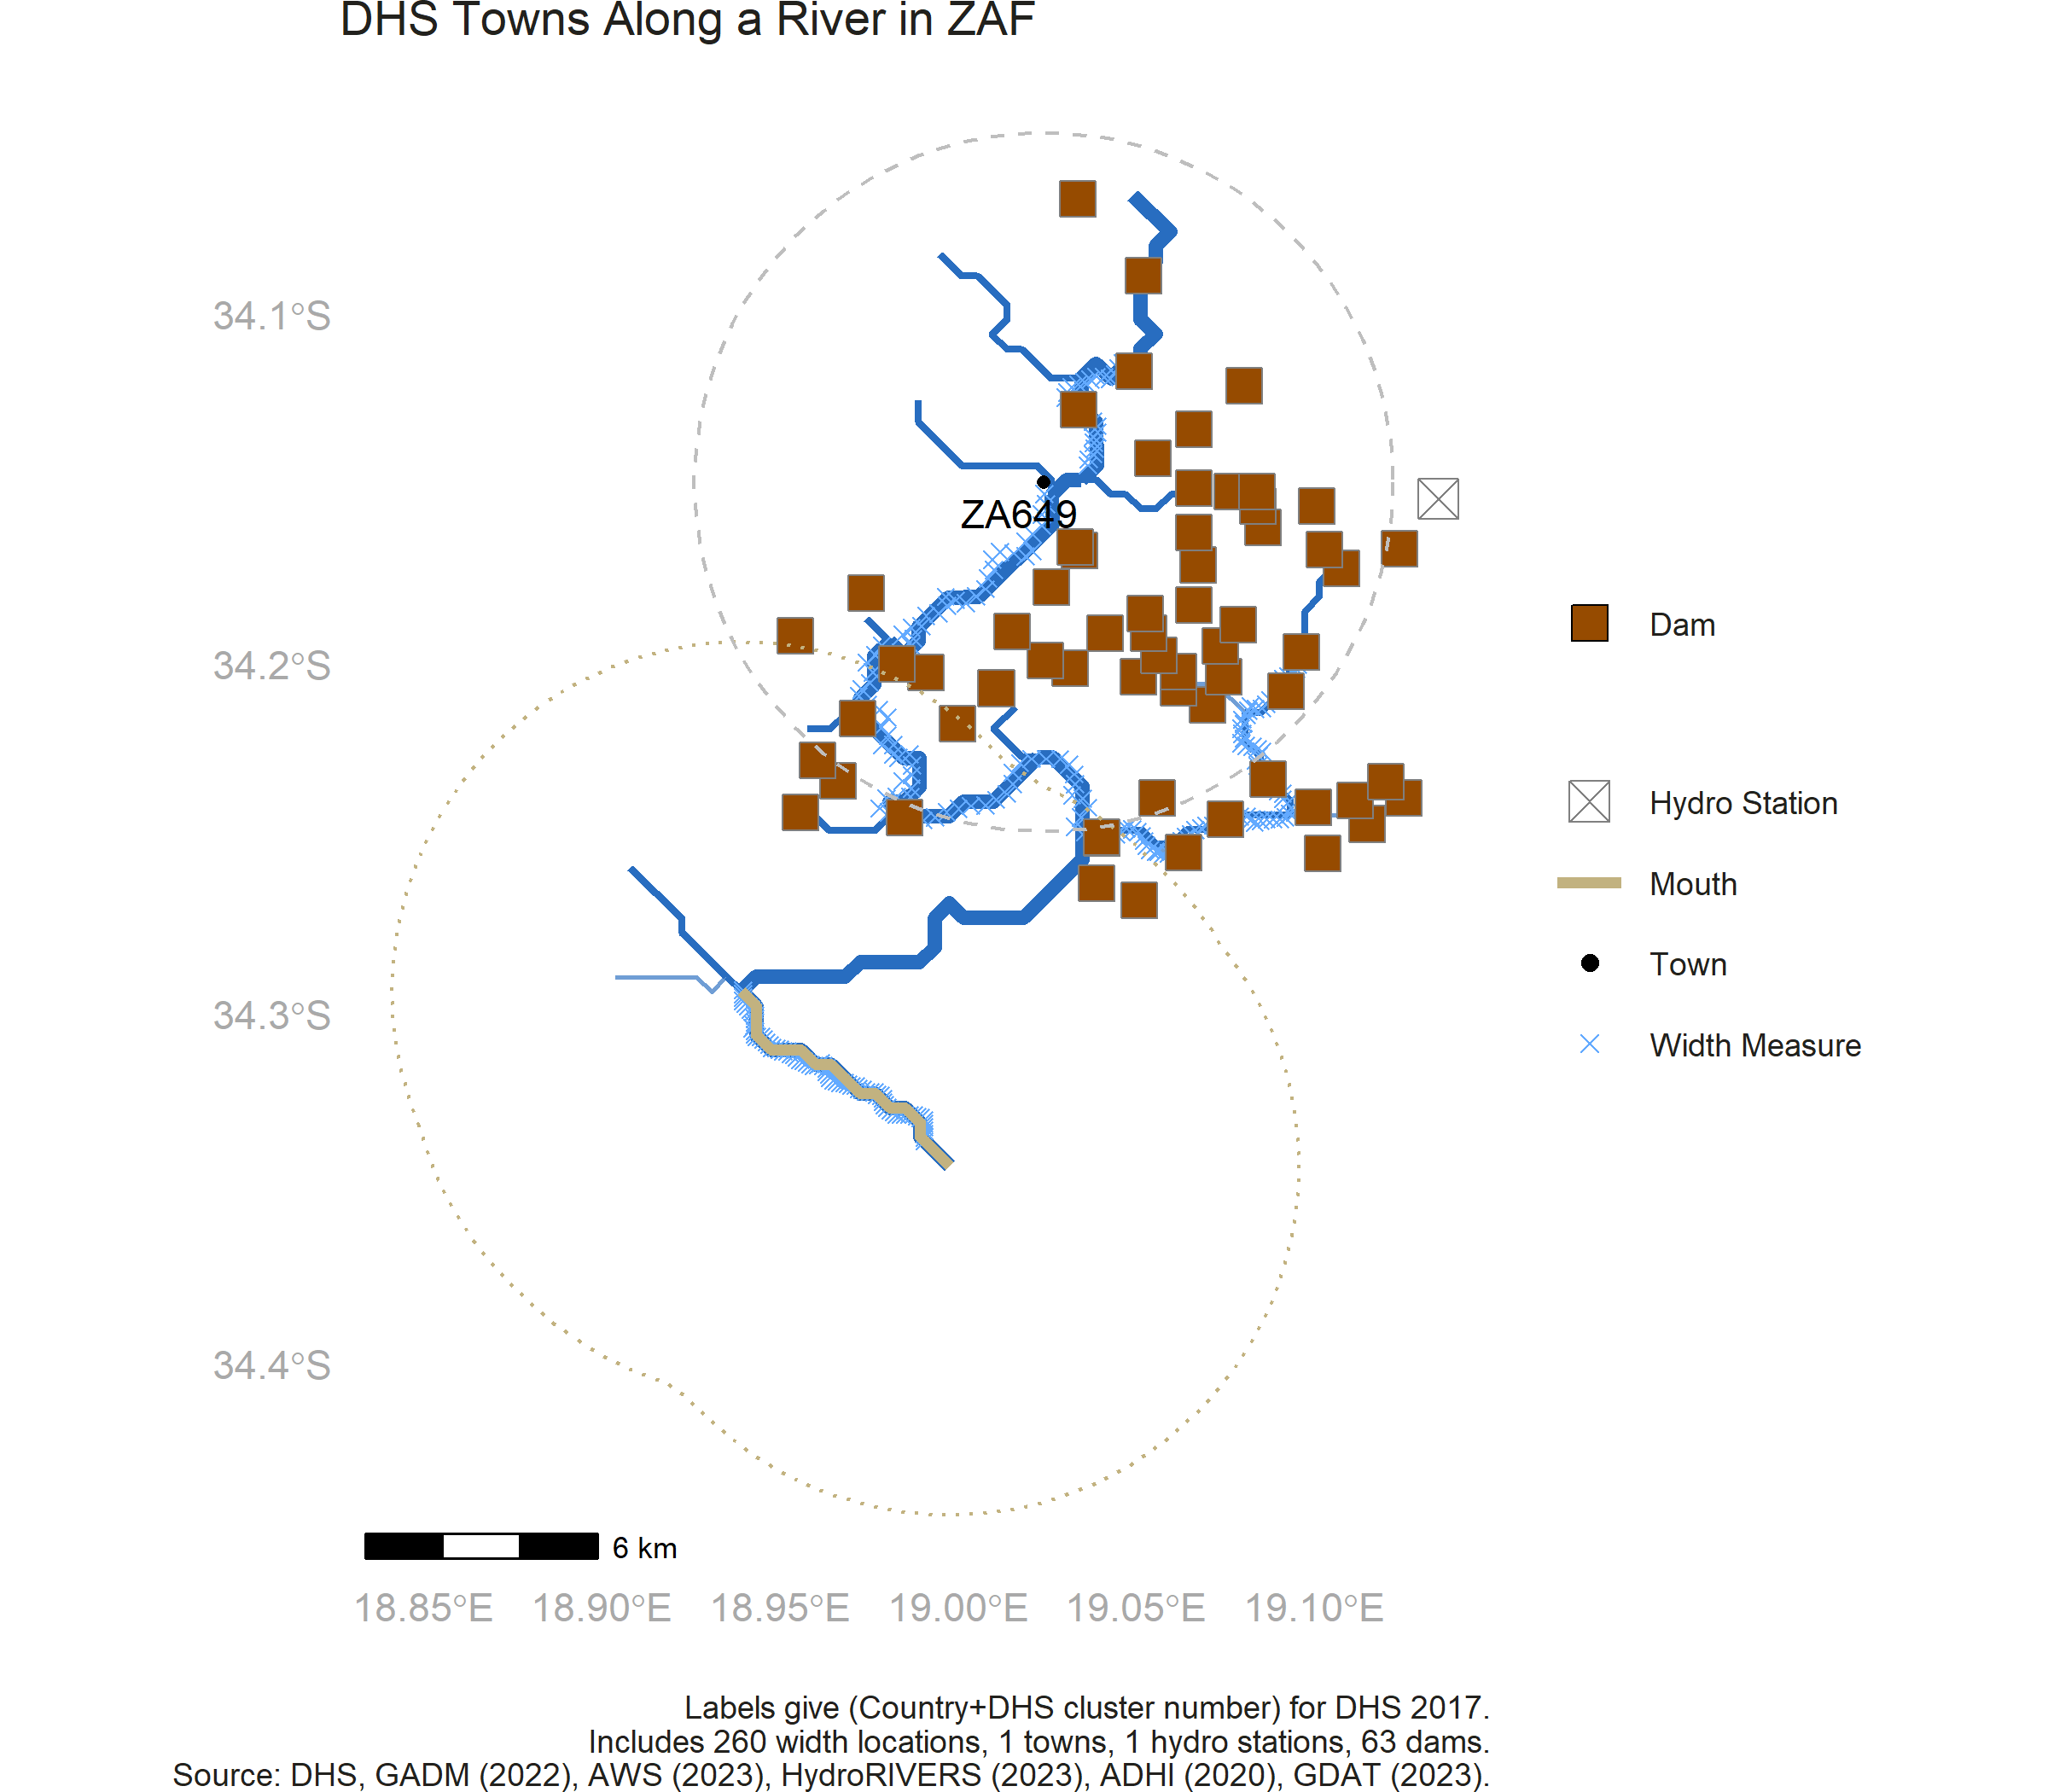 DHS Towns Along a River in ZAF
34.1°S
34.2°S
34.3°S
34.4°S
ZA649
Dam
Hydro Station
Mouth
Town
Width Measure
6 km
18.85°E 18.90°E 18.95°E 19.00°E 19.05°E 19.10°E
Labels give (Country+DHS cluster number) for DHS 2017.
Includes 260 width locations, 1 towns, 1 hydro stations, 63 dams.
Source: DHS, GADM (2022), AWS (2023), HydroRIVERS (2023), ADHI (2020), GDAT (2023).